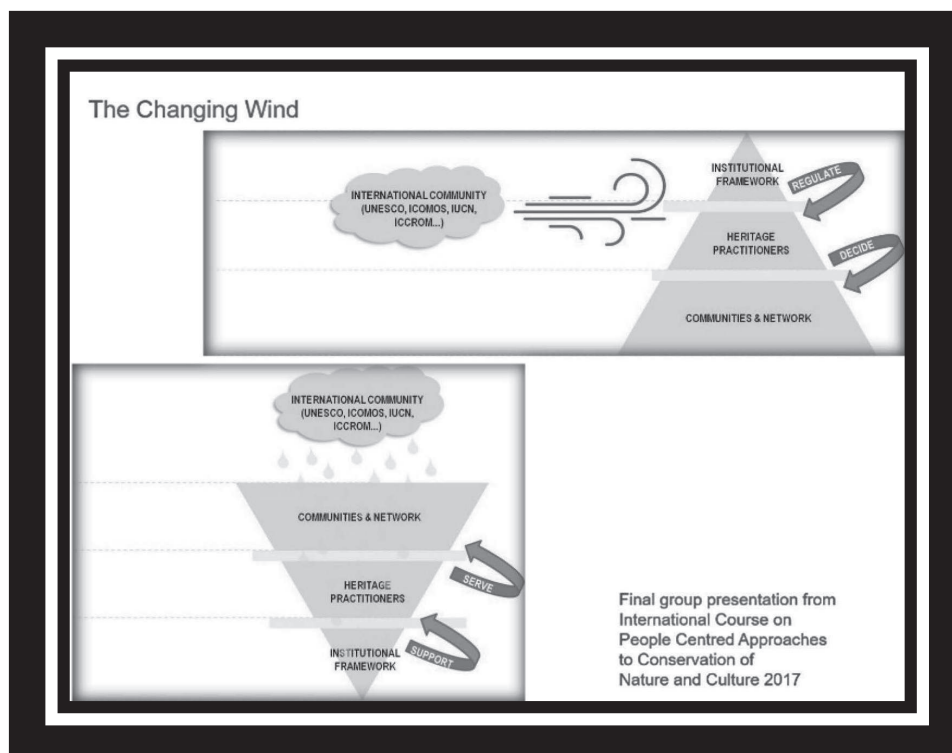 The Changing Wind
INTERNATIONAL COMMUNITY
(UNESCO, ICOMOS, IUCN,
ICCROM...)
INSTITUTIONAL
FRAMEWORK
REGULATE
HERITAGE
PRACTITIONERS
DECIDE
COMMUNITIES & NETWORK
INTERNATIONAL COMMUNITY
(UNESCO, ICOMOS, IUCN,
ICCROM...)
COMMUNITIES & NETWORK
SERVE
HERITAGE
PRACTITIONERS
SUPPORT
INSTITUTIONAL
FRAMEWORK
Final group presentation from
International Course on
People Centred Approaches
to Conservation of
Nature and Culture 2017